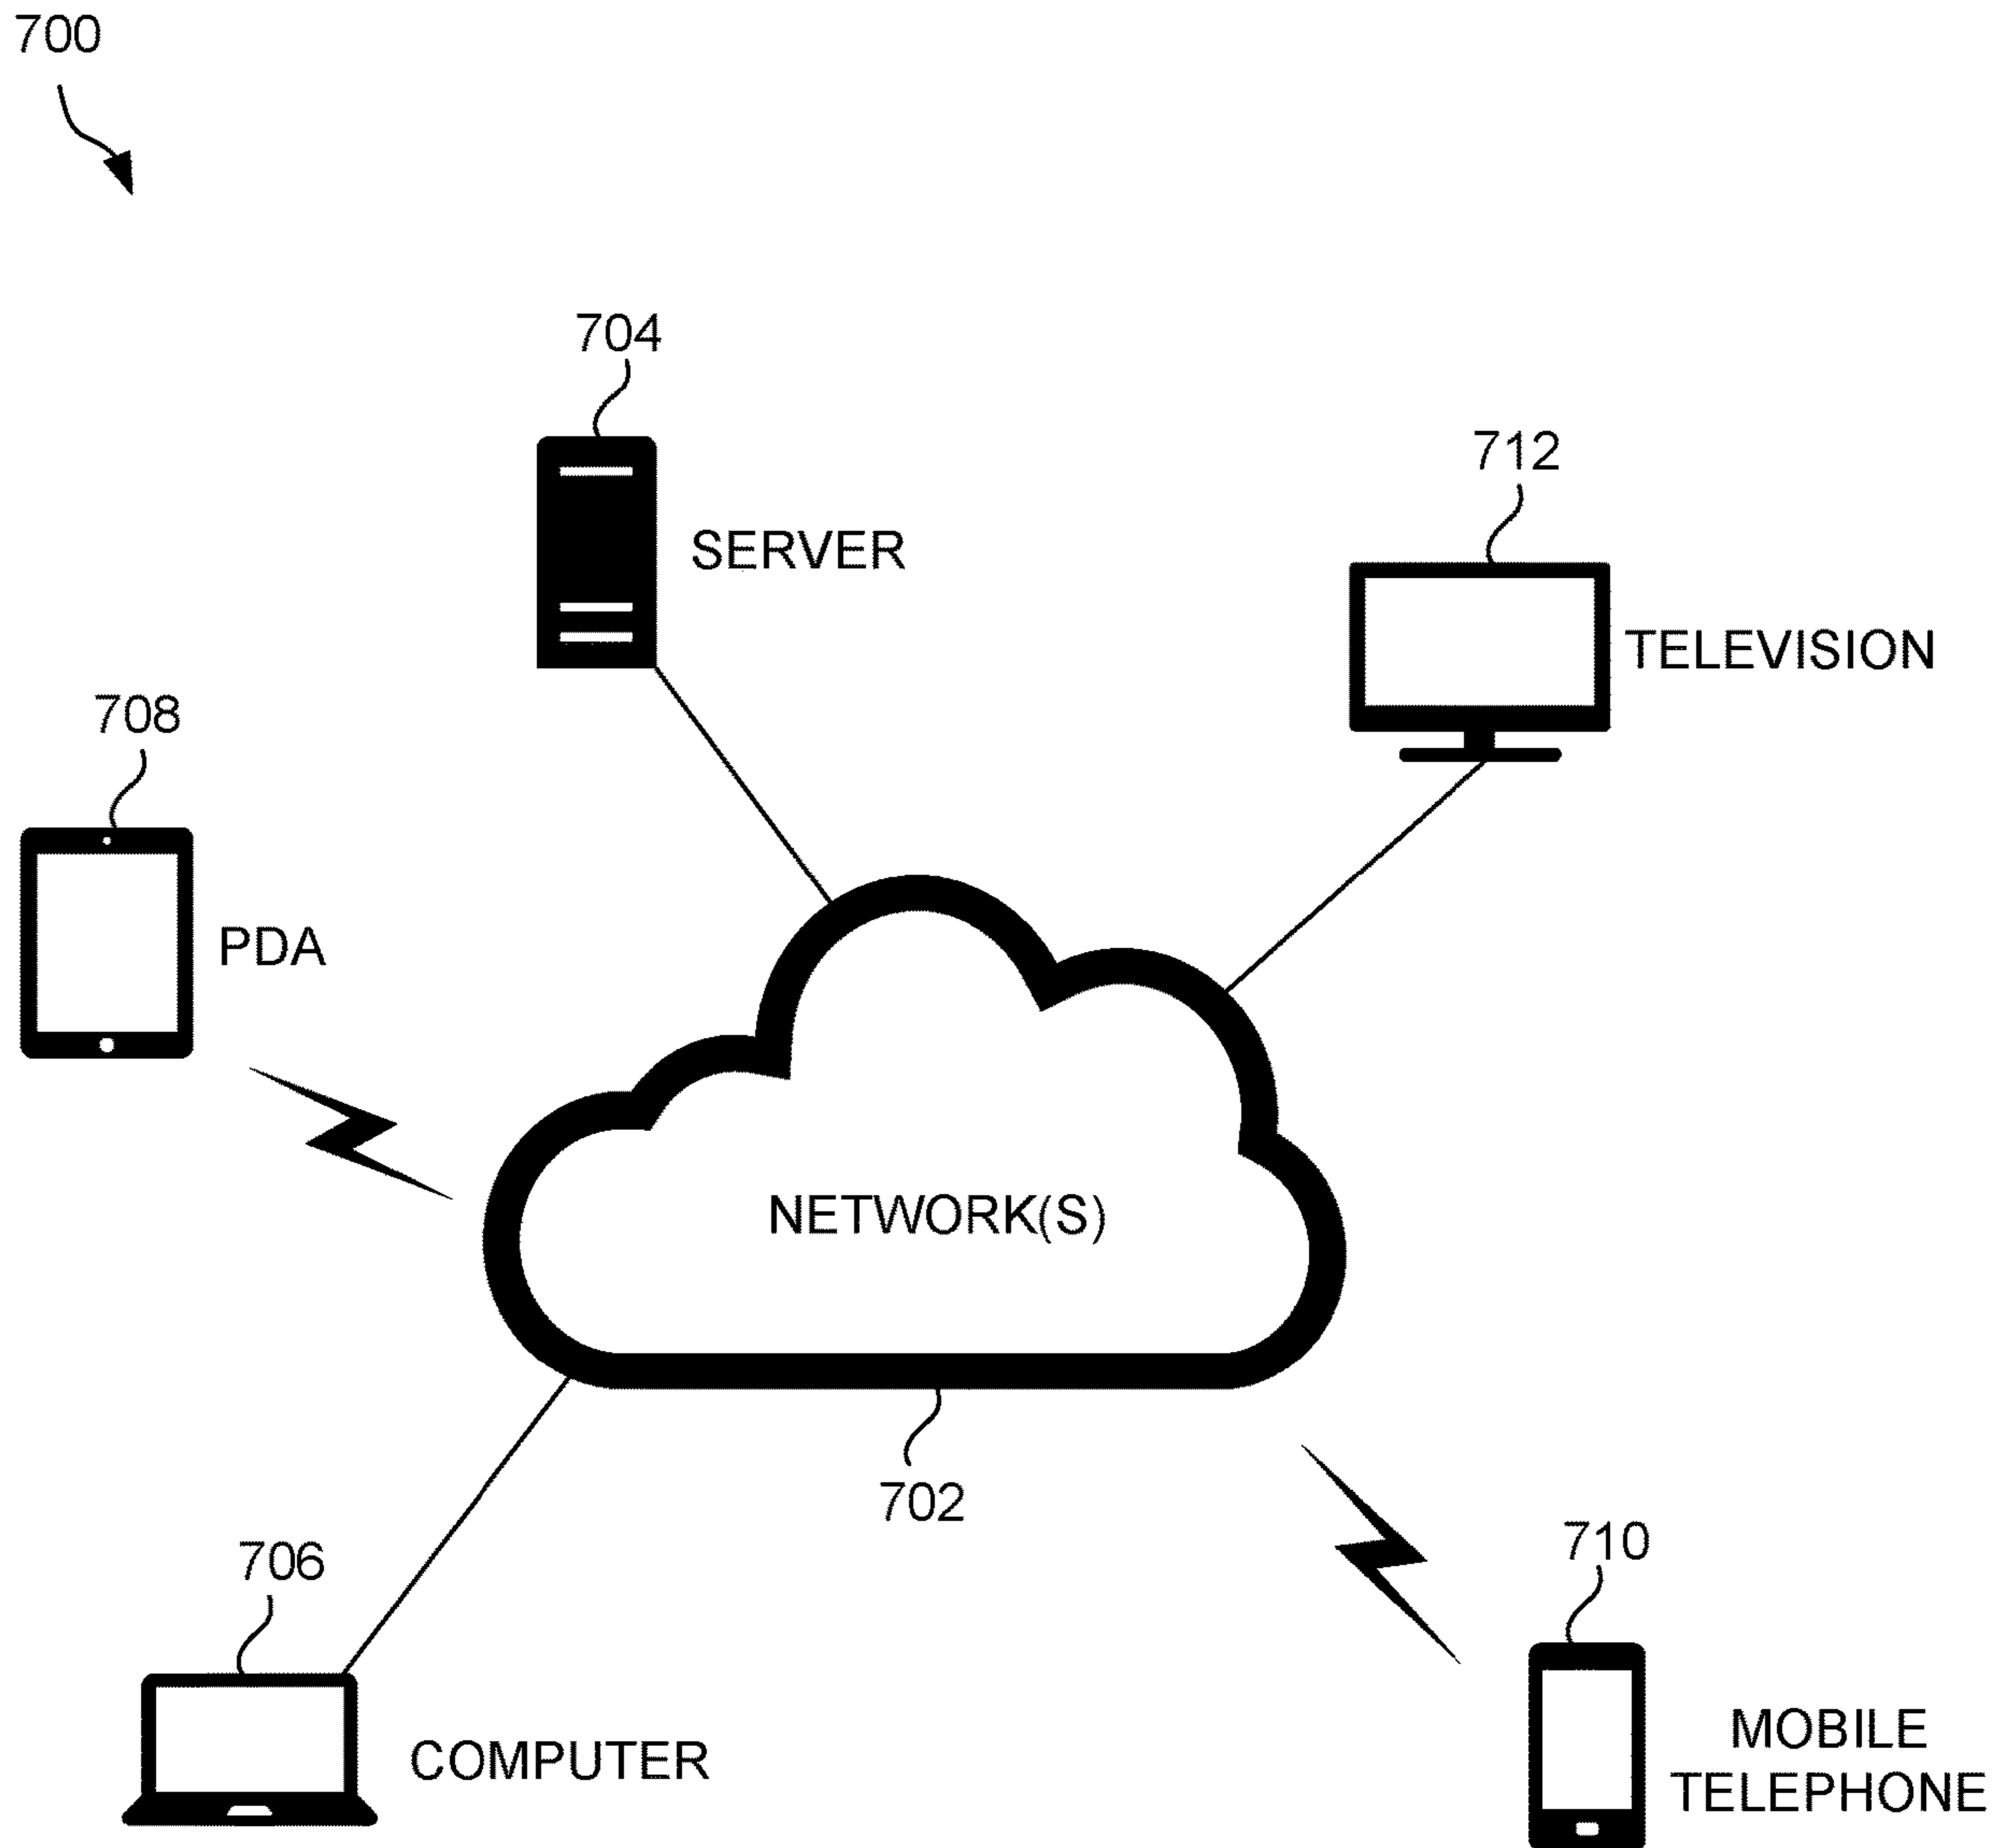 700
704
SERVER
712
TELEVISION
708
PDA
NETWORK(S)
702
706
COMPUTER
710
MOBILE
TELEPHONE